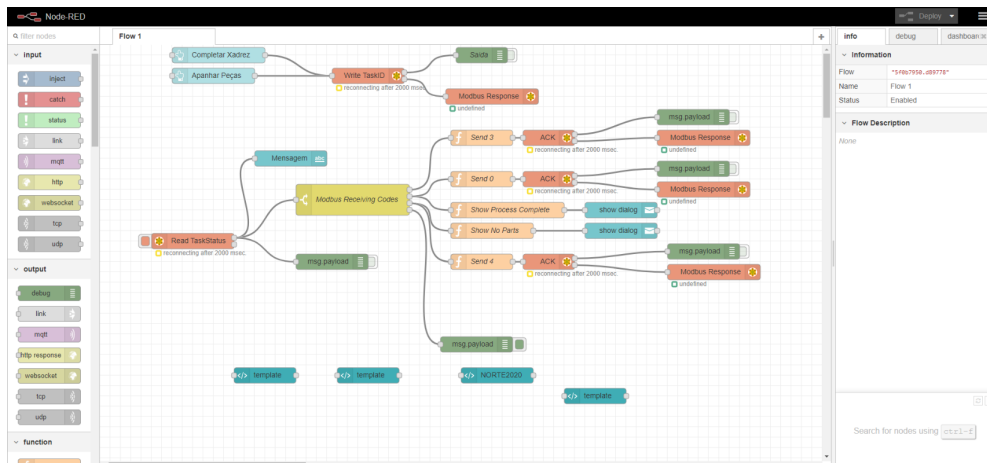 Node-RED
Deploy
filter nodes
Flow 1
info
debug
dashboar
input
inject
catch
status
link
mqtt
http
websocket
tcp
udp
output
debug
link
mqtt
http response
websocket
tcp
udp
function
Completar Xadrez
Apanhar Peças
Write TaskID
reconnecting after 2000 msec.
Saida
Modbus Response
undefined
Mensagem
abc
Modbus Receiving Codes
Read TaskStatus
reconnecting after 2000 msec.
msg.payload
Send 3
ACK
reconnecting after 2000 msec.
msg.payload
Modbus Response
undefined
Send 0
ACK
reconnecting after 2000 msec.
msg.payload
Modbus Response
undefined
Show Process Complete
show dialog
Show No Parts
show dialog
Send 4
ACK
reconnecting after 2000 msec.
msg.payload
Modbus Response
undefined
msg.payload
template
template
NORTE2020
template
Information
Flow
"5f0b7950.d89778"
Name
Flow 1
Status
Enabled
Flow Description
None
Search for nodes using ctrl-f